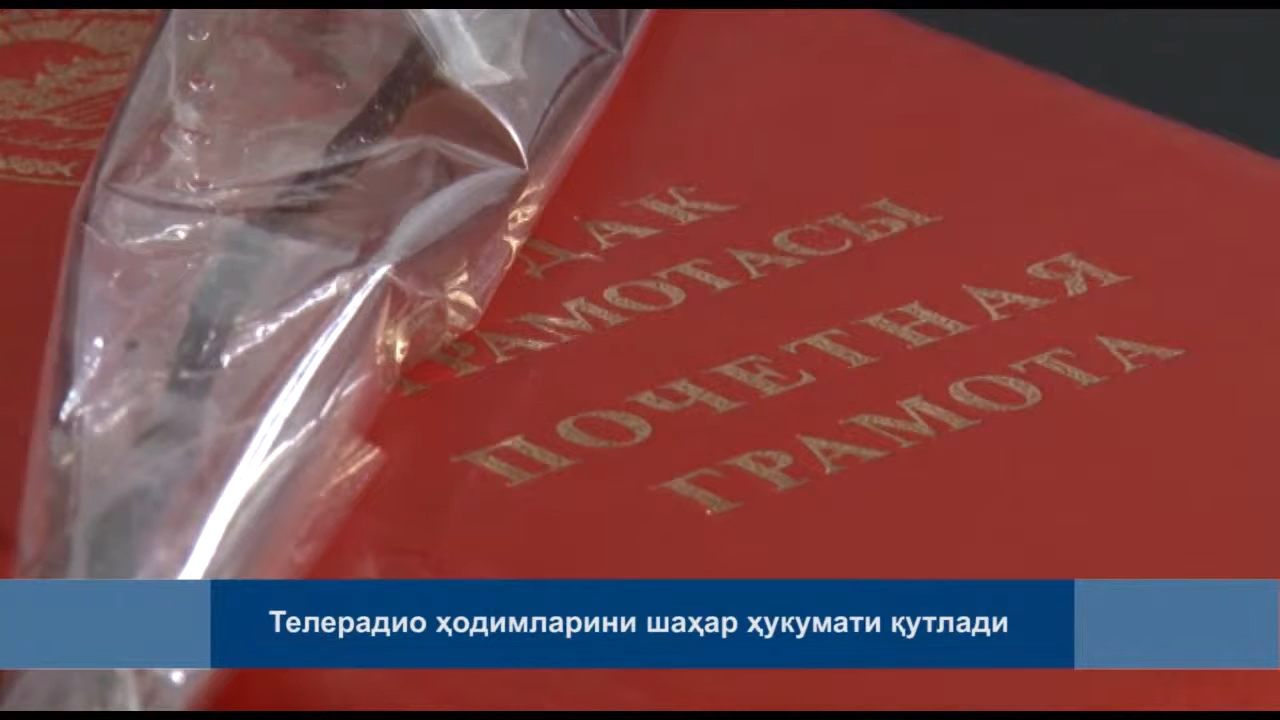 ДАК
ГРАМОТАСЫ
ПОЧЕТНАЯ
ГРАМОТА
Телерадио ҳодимларини шаҳар ҳукумати қутлади